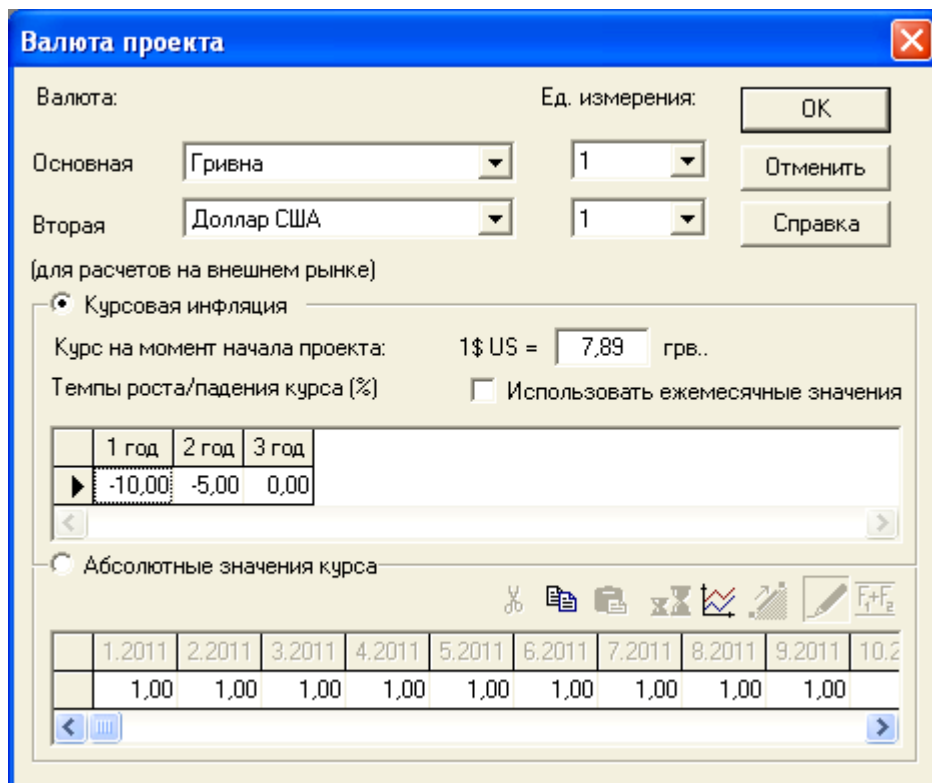 Валюта проекта
Валюта: Ед. измерения: OK
Основная Гривна 1 Отменить
Вторая Доллар США 1 Справка
(для расчетов на внешнем рынке)
Курсовая инфляция
Курс на момент начала проекта: 1$ US = 7,89 грв..
Темпы роста/падения курса (%) Использовать ежемесячные значения
1 год 2 год 3 год
-10,00 -5,00 0,00
Абсолютные значения курса
F1+F2
1.2011 2.2011 3.2011 4.2011 5.2011 6.2011 7.2011 8.2011 9.2011 10.2
1,00 1,00 1,00 1,00 1,00 1,00 1,00 1,00 1,00